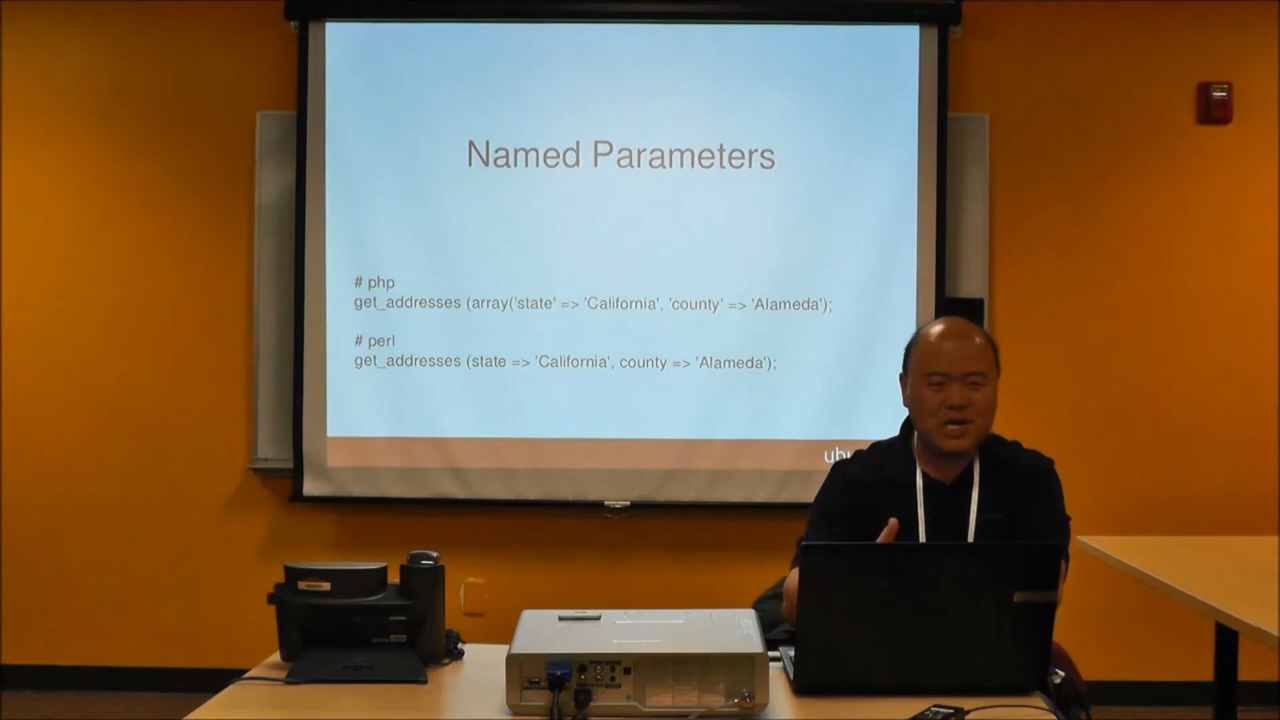 Named Parameters
# php
get_addresses (array('state' => 'California', 'county' => 'Alameda');
# perl
get_addresses (state => 'California', county => 'Alameda');